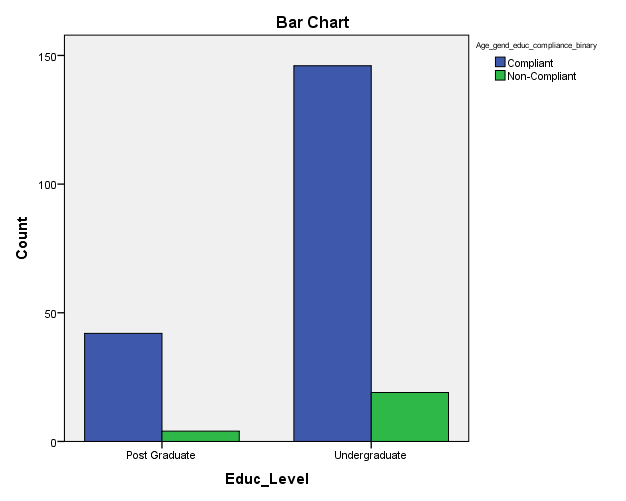 Bar Chart
Age_gend_educ_compliance_binary
Compliant
Non-Compliant
150
100
50
0
Count
Post Graduate
Undergraduate
Educ_Level